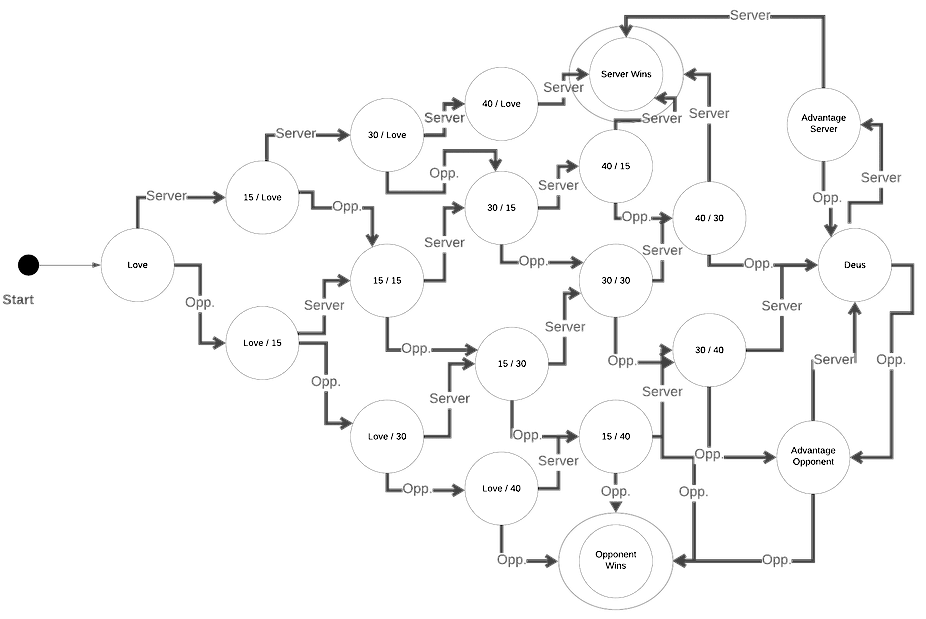 Server
Server Wins
40 / Love
Server
Server
Server
Server
Advantage
Server
30 / Love
Server
Opp.
40 / 15
Server
Server
15 / Love
Server
Opp.
30 / 15
Opp.
Opp.
40 / 30
Server
Server
Love
Opp.
Opp.
Deus
Start
15 / 15
30 / 30
Opp.
Server
Server
Server
Love / 15
Opp.
15 / 30
30 / 40
Opp.
Server
Opp.
Opp.
Server
Server
Love / 30
Opp.
15 / 40
Opp.
Advantage
Opponent
Server
Opp.
Love / 40
Opp.
Opp.
Opp.
Opponent
Wins
Opp.